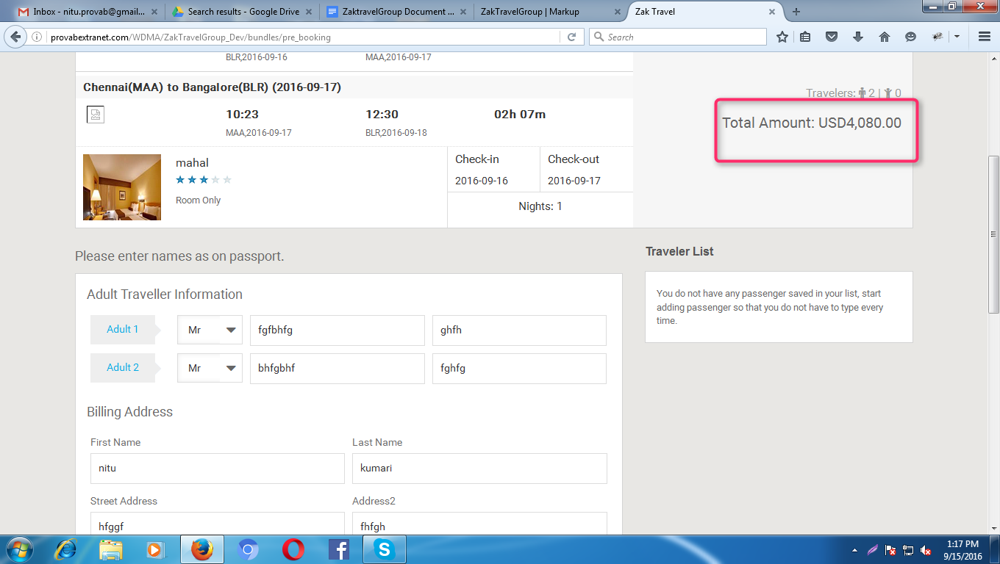 Inbox - nitu.provab@gmail...
Search results - Google Drive
ZaktravelGroup Document ...
ZakTravelGroup | Markup
Zak Travel
provabextranet.com/WDMA/ZakTravelGroup_Dev/bundles/pre_booking
Search
BLR,2016-09-16 MAA,2016-09-17
Chennai(MAA) to Bangalore(BLR) (2016-09-17)
10:23 12:30 02h 07m
MAA,2016-09-17 BLR,2016-09-18
Travelers: 2 | 0
Total Amount: USD4,080.00
mahal
Room Only
Check-in Check-out
2016-09-16 2016-09-17
Nights: 1
Please enter names as on passport.
Adult Traveller Information
Adult 1 Mr fgfbhfg ghfh
Adult 2 Mr bhfgbhf fghfg
Billing Address
First Name Last Name
nitu kumari
Street Address Address2
hfggf fhfgh
Traveler List
You do not have any passenger saved in your list, start
adding passenger so that you do not have to type every
time.
1:17 PM
9/15/2016